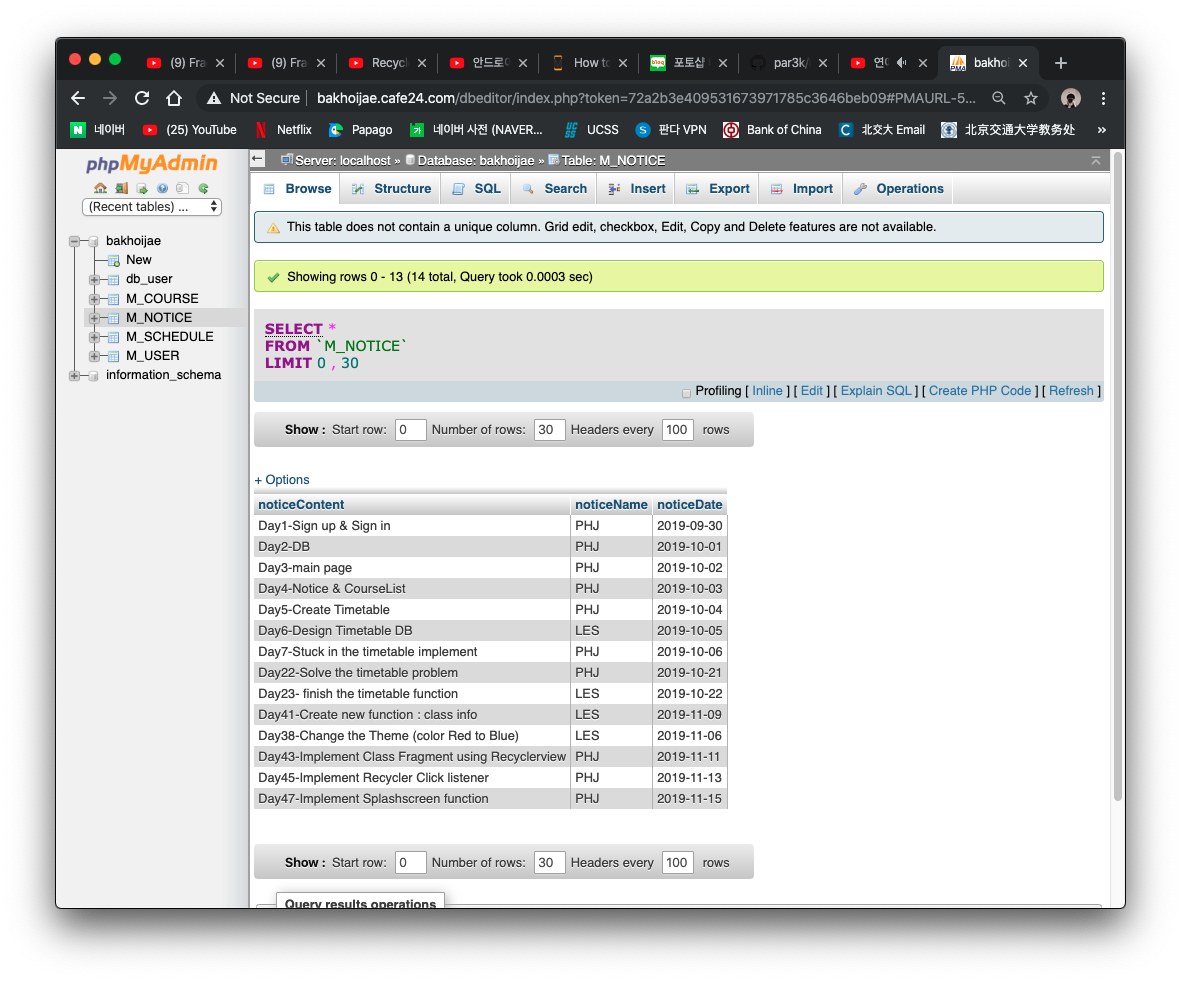 (9) Fra
(9) Fra
Recycl
안드로이
How to
blog
포토샵
par3k/
연
PMA
bakhoi
Not Secure
bakhoijae.cafe24.com/dbeditor/index.php?token=72a2b3e409531673971785c3646beb09#PMAURL-5...
N 네이버
(25) YouTube
Netflix
Papago
네이버 사전 (NAVER...
UCSS
S 판다 VPN
Bank of China
C 北交大 Email
北京交通大学教务处
»
phpMyAdmin
(Recent tables) ...
bakhoijae
New
db_user
M_COURSE
M_NOTICE
M_SCHEDULE
M_USER
information_schema
Server: localhost » Database: bakhoijae » Table: M_NOTICE
Browse Structure SQL Search Insert Export Import Operations
This table does not contain a unique column. Grid edit, checkbox, Edit, Copy and Delete features are not available.
Showing rows 0 - 13 (14 total, Query took 0.0003 sec)
SELECT *
FROM `M_NOTICE`
LIMIT 0 , 30
Profiling [ Inline ] [ Edit ] [ Explain SQL ] [ Create PHP Code ] [ Refresh ]
Show : Start row: 0 Number of rows: 30 Headers every 100 rows
+ Options
noticeContent noticeName noticeDate
Day1-Sign up & Sign in PHJ 2019-09-30
Day2-DB PHJ 2019-10-01
Day3-main page PHJ 2019-10-02
Day4-Notice & CourseList PHJ 2019-10-03
Day5-Create Timetable PHJ 2019-10-04
Day6-Design Timetable DB LES 2019-10-05
Day7-Stuck in the timetable implement PHJ 2019-10-06
Day22-Solve the timetable problem PHJ 2019-10-21
Day23- finish the timetable function LES 2019-10-22
Day41-Create new function : class info LES 2019-11-09
Day38-Change the Theme (color Red to Blue) LES 2019-11-06
Day43-Implement Class Fragment using Recyclerview PHJ 2019-11-11
Day45-Implement Recycler Click listener PHJ 2019-11-13
Day47-Implement Splashscreen function PHJ 2019-11-15
Show : Start row: 0 Number of rows: 30 Headers every 100 rows
Query results operations